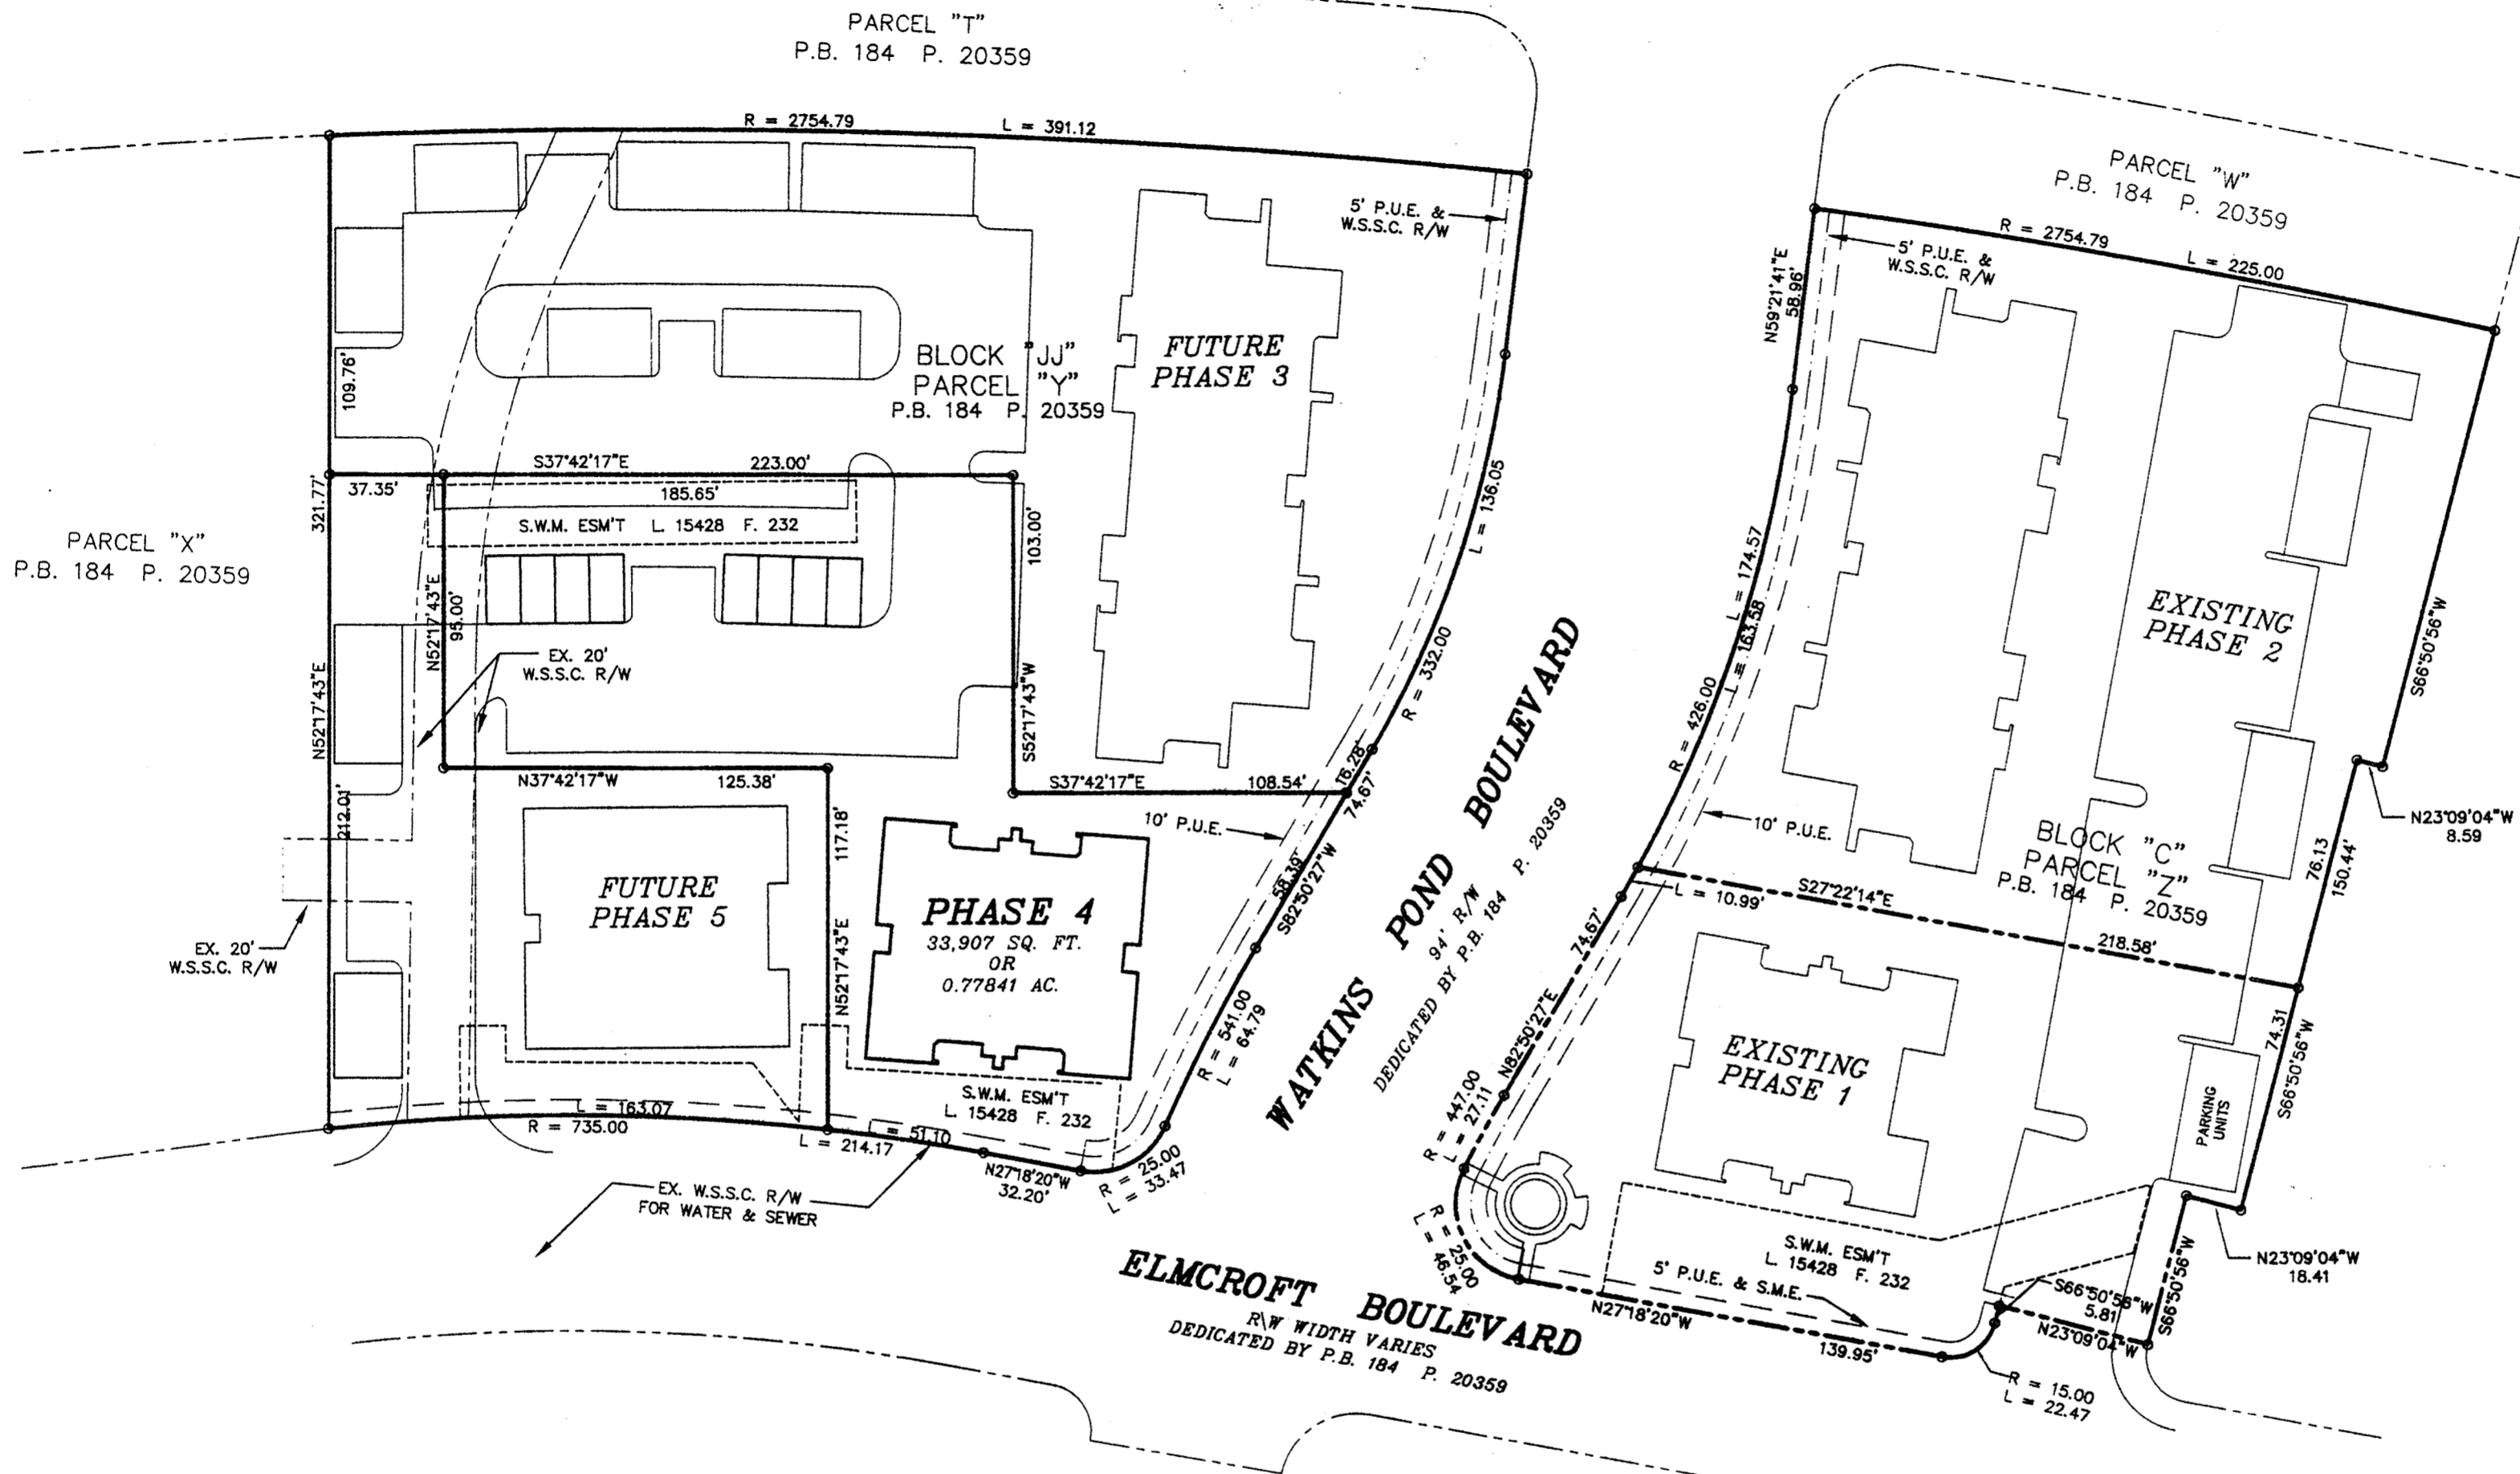 PARCEL "T"
P.B. 184 P. 20359
R = 2754.79
L = 391.12
PARCEL "W"
P.B. 184 P. 20359
5' P.U.E. &
W.S.S.C. R/W
R = 2754.79
L = 225.00
5' P.U.E. &
W.S.S.C. R/W
N59°21'41"E
58.96'
109.76'
BLOCK "JJ"
PARCEL "Y"
P.B. 184 P. 20359
FUTURE
PHASE 3
S37°42'17"E
223.00'
37.35'
185.65'
321.77'
S.W.M. ESM'T L. 15428 F. 232
103.00'
L = 136.05
PARCEL "X"
P.B. 184 P. 20359
N52°17'43"E
95.00'
EX. 20'
W.S.S.C. R/W
N52°17'43"E
S52°17'43"W
R = 332.00
L = 174.57
L = 163.58
R = 426.00
EXISTING
PHASE 2
S66°50'56"W
N37°42'17"W
125.38'
S37°42'17"E
108.54'
16.28'
74.67'
212.01'
117.18'
10' P.U.E.
10' P.U.E.
N23°09'04"W
8.59
BLOCK "C"
PARCEL "Z"
P.B. 184 P. 20359
76.13
150.44'
FUTURE
PHASE 5
PHASE 4
33,907 SQ. FT.
OR
0.77841 AC.
58.39'
S82°50'27"W
WATKINS POND BOULEVARD
94' R/W
DEDICATED BY P.B. 184 P. 20359
L = 10.99'
S27°22'14"E
218.58'
74.67'
N82°50'27"E
EX. 20'
W.S.S.C. R/W
N52°17'43"E
R = 541.00
L = 64.79
EXISTING
PHASE 1
74.31
S66°50'56"W
R = 447.00
L = 27.11
PARKING
UNITS
S.W.M. ESM'T
L. 15428 F. 232
L = 163.07
R = 735.00
L = 51.10
L = 214.17
N27°18'20"W
32.20'
R = 25.00
L = 33.47
EX. W.S.S.C. R/W
FOR WATER & SEWER
R = 25.00
L = 46.54
S.W.M. ESM'T
L. 15428 F. 232
5' P.U.E. & S.M.E.
N27°18'20"W
139.95'
S66°50'56"W
5.81
N23°09'04"W
S66°50'56"W
N23°09'04"W
18.41
R = 15.00
L = 22.47
ELMCROFT BOULEVARD
R\W WIDTH VARIES
DEDICATED BY P.B. 184 P. 20359